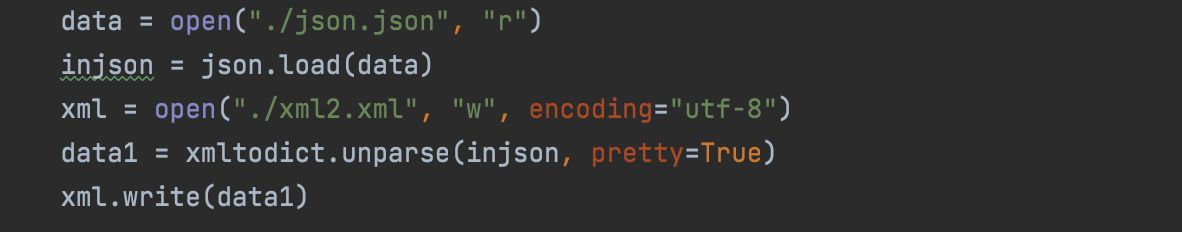 data = open("./json.json", "r")
injson = json.load(data)
xml = open("./xml2.xml", "w", encoding="utf-8")
data1 = xmltodict.unparse(injson, pretty=True)
xml.write(data1)